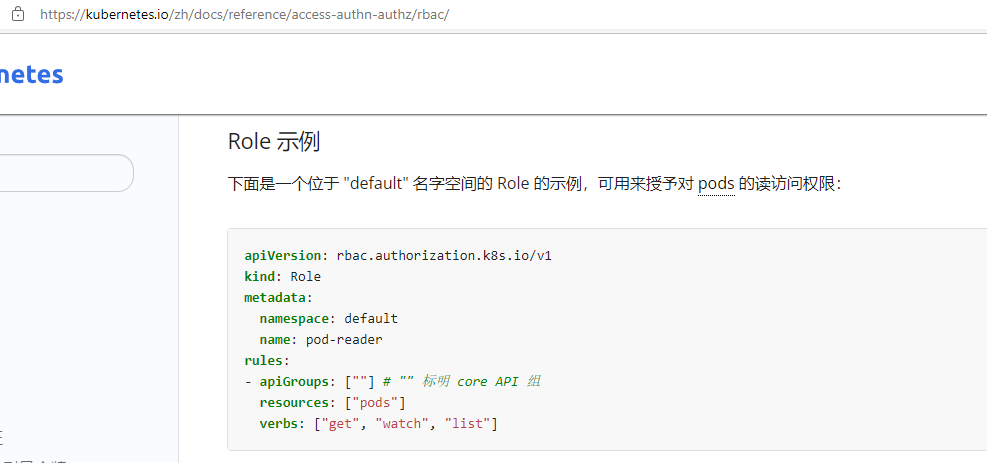 https://kubernetes.io/zh/docs/reference/access-authn-authz/rbac/
netes
Role 示例
下面是一个位于 "default" 名字空间的 Role 的示例，可用来授予对 pods 的读访问权限：
apiVersion: rbac.authorization.k8s.io/v1
kind: Role
metadata:
  namespace: default
  name: pod-reader
rules:
- apiGroups: [""] # "" 标明 core API 组
  resources: ["pods"]
  verbs: ["get", "watch", "list"]